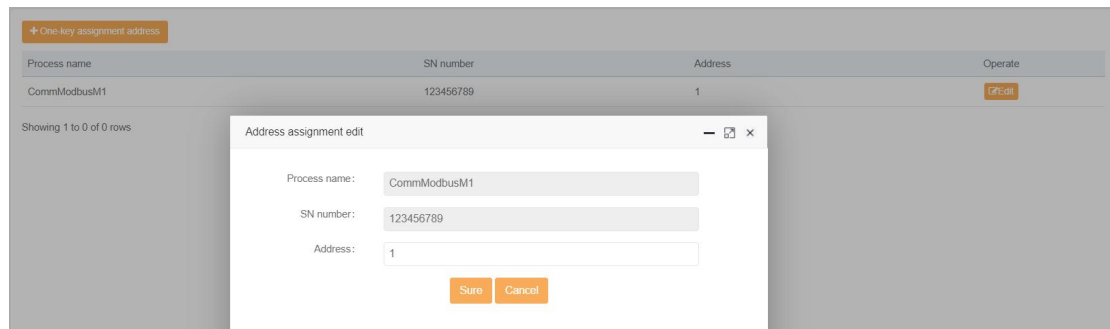 One-key assignment address
Process name SN number Address Operate
CommModbusM1 123456789 1 Edit
Showing 1 to 0 of 0 rows
Address assignment edit
Process name: CommModbusM1
SN number: 123456789
Address: 1
Sure Cancel